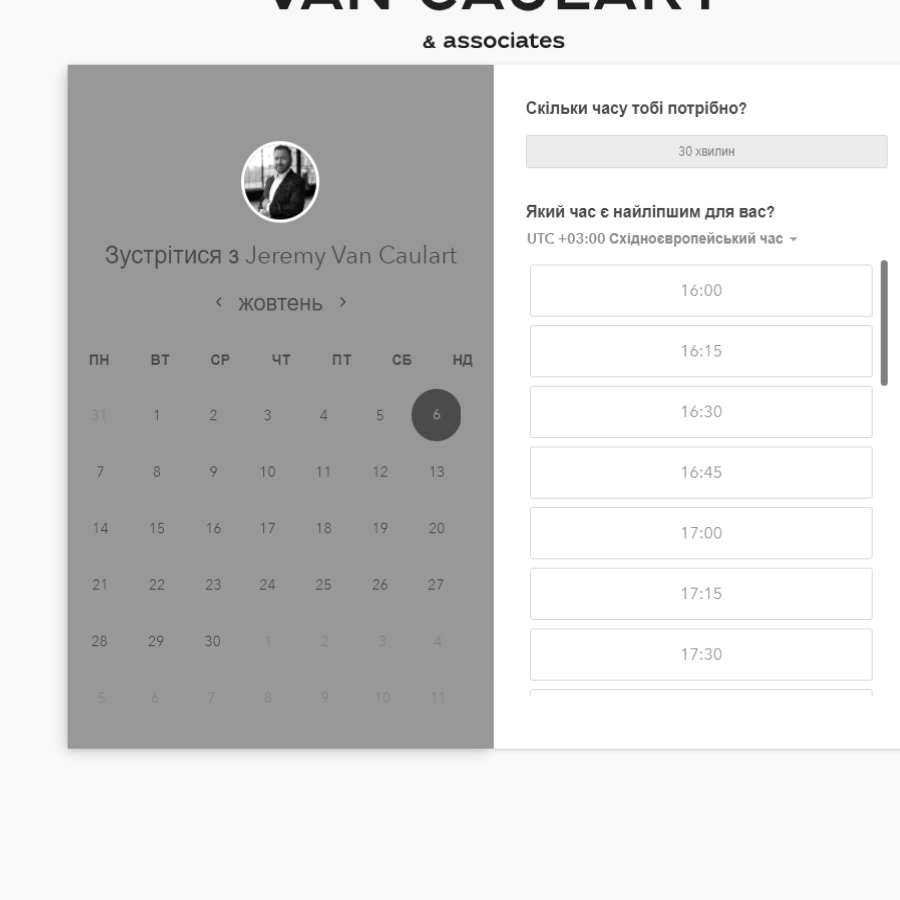 VAN CAULART
& associates
Зустрітися з Jeremy Van Caulart
жовтень
ПН ВТ СР ЧТ ПТ СБ НД
31 1 2 3 4 5 6
7 8 9 10 11 12 13
14 15 16 17 18 19 20
21 22 23 24 25 26 27
28 29 30 1 2 3 4
5 6 7 8 9 10 11
Скільки часу тобі потрібно?
30 хвилин
Який час є найліпшим для вас?
UTC +03:00 Східноєвропейський час
16:00
16:15
16:30
16:45
17:00
17:15
17:30